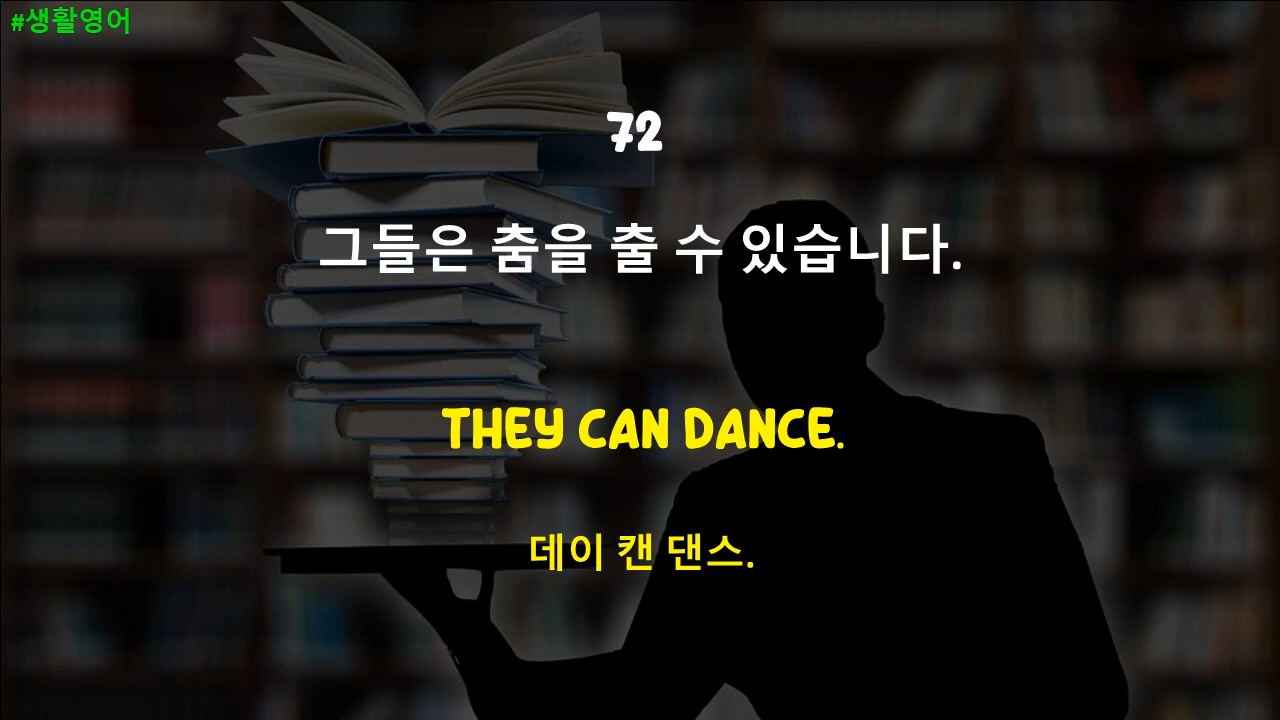 #생활영어
72
그들은 춤을 출 수 있습니다.
THEY CAN DANCE.
데이 캔 댄스.